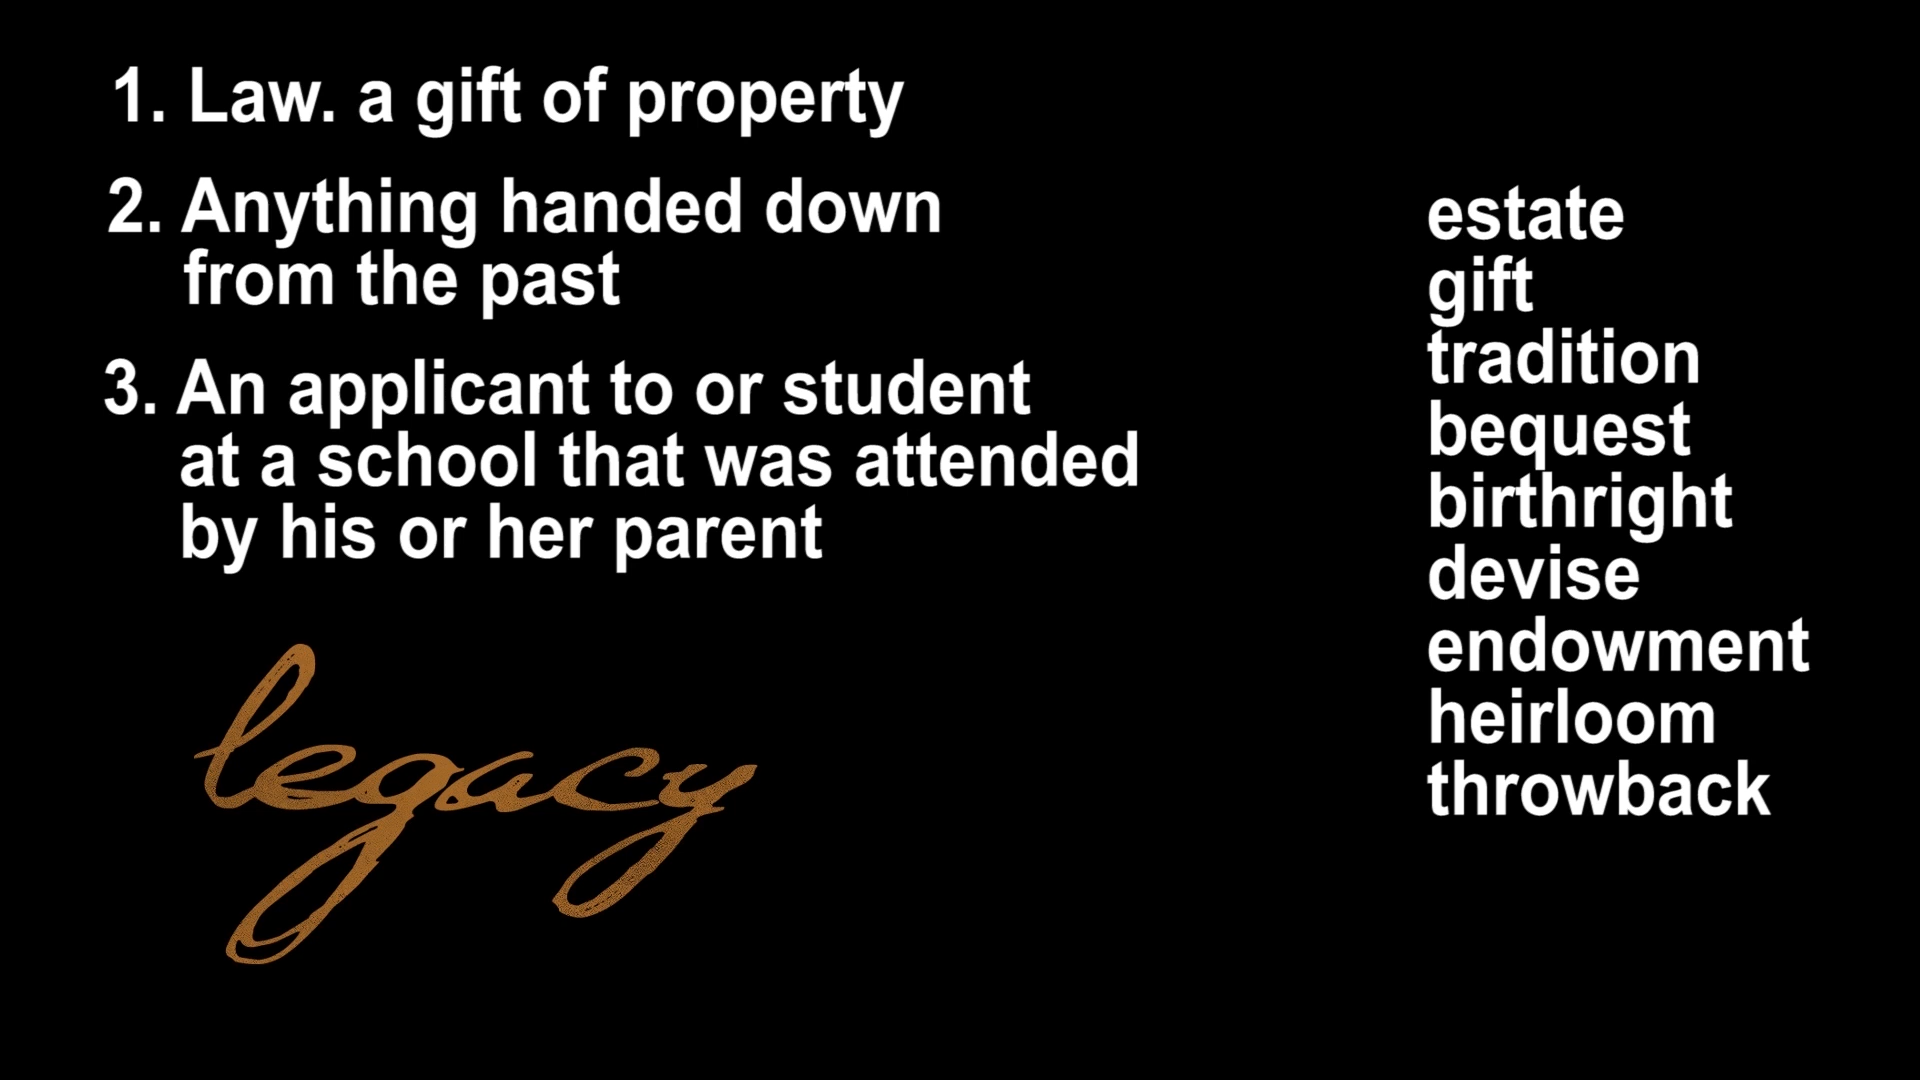 1. Law. a gift of property
2. Anything handed down
from the past
3. An applicant to or student
at a school that was attended
by his or her parent
legacy
estate
gift
tradition
bequest
birthright
devise
endowment
heirloom
throwback